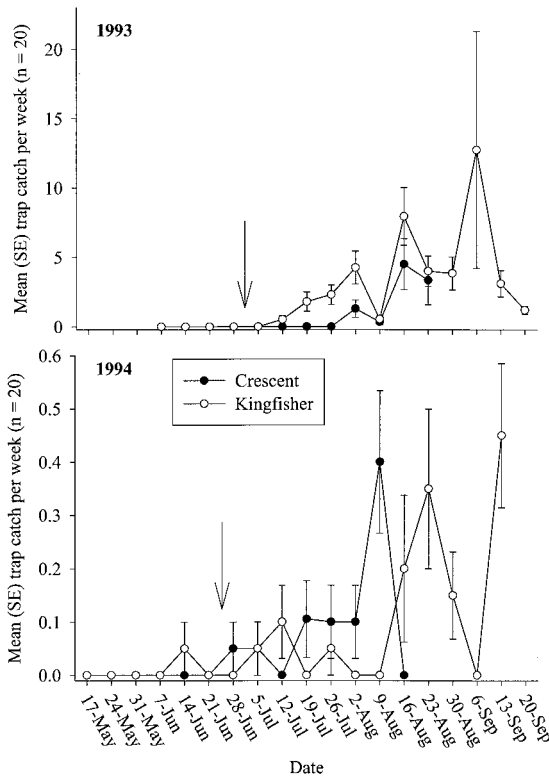 1993
Mean (SE) trap catch per week (n = 20)
20
15
10
5
0
1994
Crescent
Kingfisher
Mean (SE) trap catch per week (n = 20)
0.6
0.5
0.4
0.3
0.2
0.1
0.0
17-May
24-May
31-May
7-Jun
14-Jun
21-Jun
28-Jun
5-Jul
12-Jul
19-Jul
26-Jul
2-Aug
9-Aug
16-Aug
23-Aug
30-Aug
6-Sep
13-Sep
20-Sep
Date